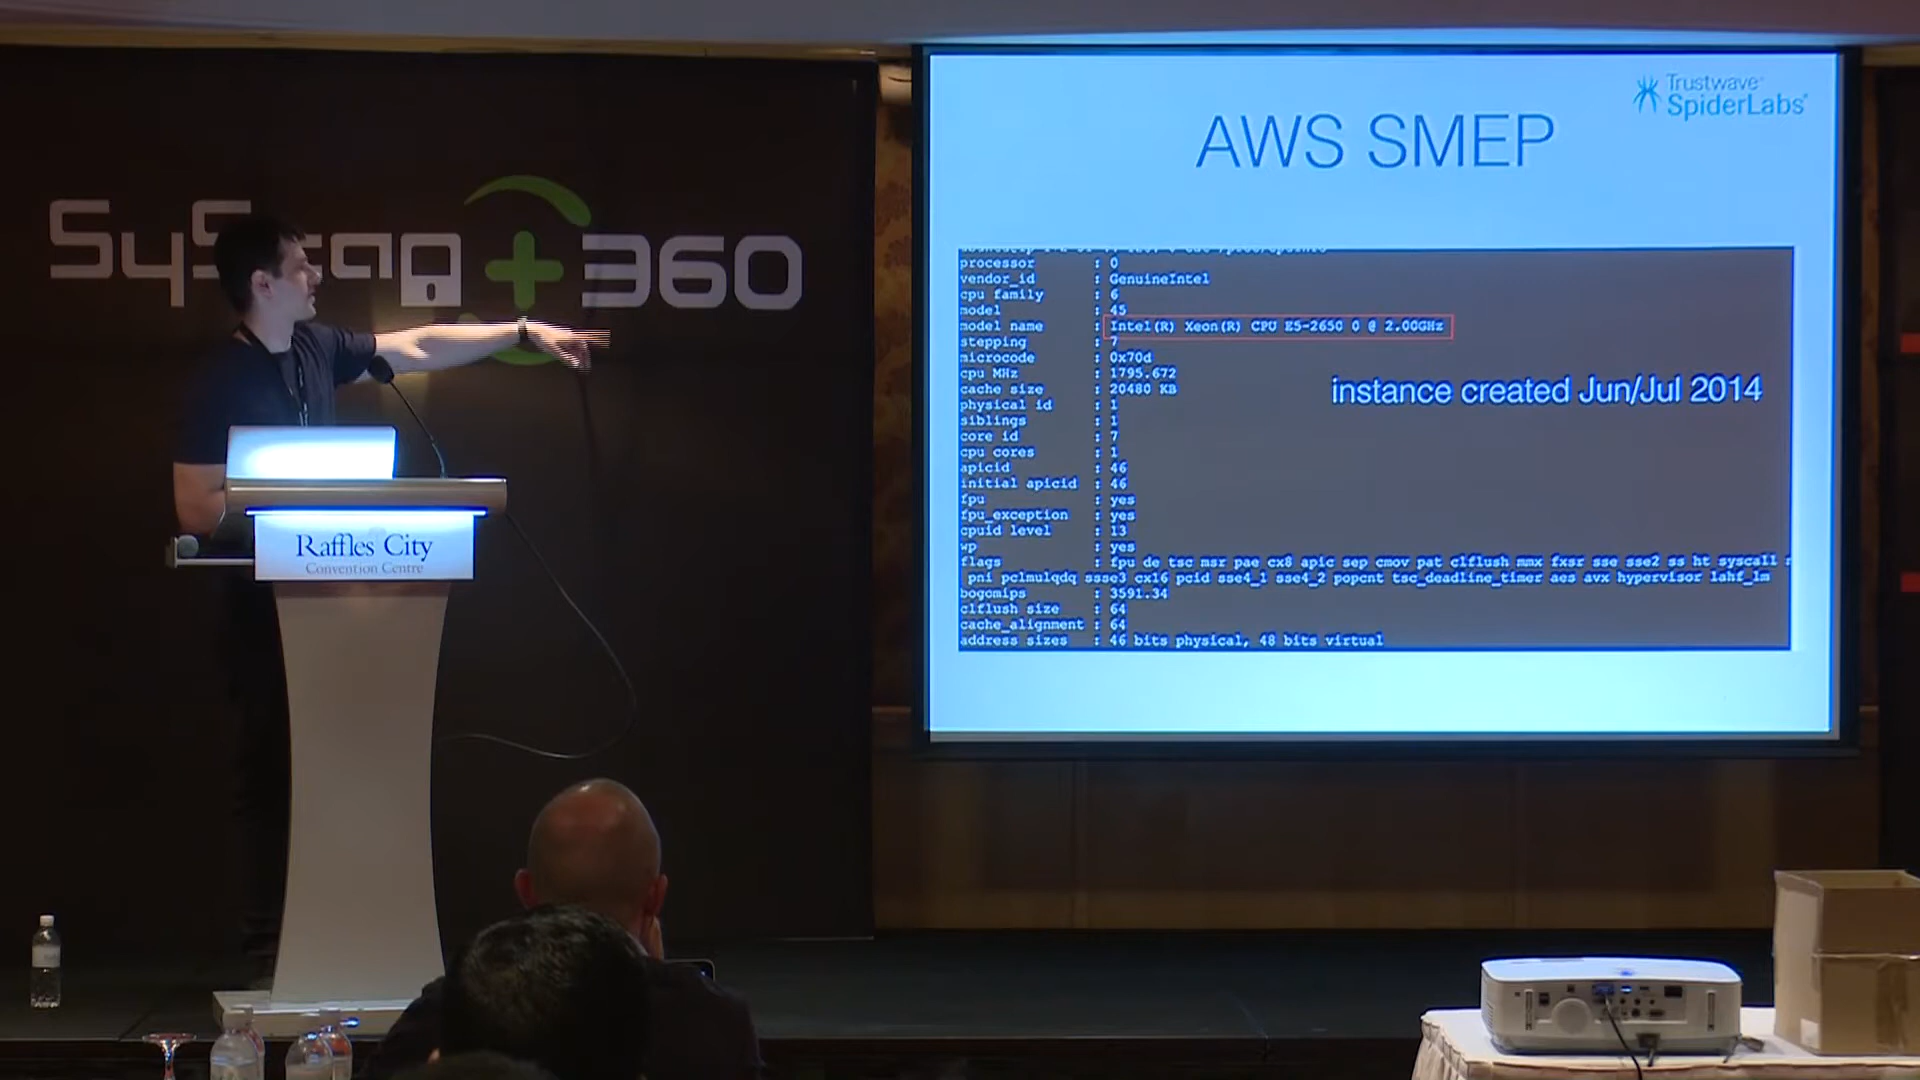 SyScan+360
Trustwave®
SpiderLabs®
AWS SMEP
processor : 0
vendor_id : GenuineIntel
cpu family : 6
model : 45
model name : Intel(R) Xeon(R) CPU E5-2650 0 @ 2.00GHz
stepping : 7
microcode : 0x70d
cpu MHz : 1795.672
cache size : 20480 KB
physical id : 1
siblings : 1
core id : 7
cpu cores : 1
apicid : 46
initial apicid : 46
fpu : yes
fpu_exception : yes
cpuid level : 13
wp : yes
flags : fpu de tsc msr pae cx8 apic sep cmov pat clflush mmx fxsr sse sse2 ss ht syscall n
pni pclmulqdq ssse3 cx16 pcid sse4_1 sse4_2 popcnt tsc_deadline_timer aes avx hypervisor lahf_lm
bogomips : 3591.34
clflush size : 64
cache_alignment : 64
address sizes : 46 bits physical, 48 bits virtual
instance created Jun/Jul 2014
Raffles City
Convention Centre